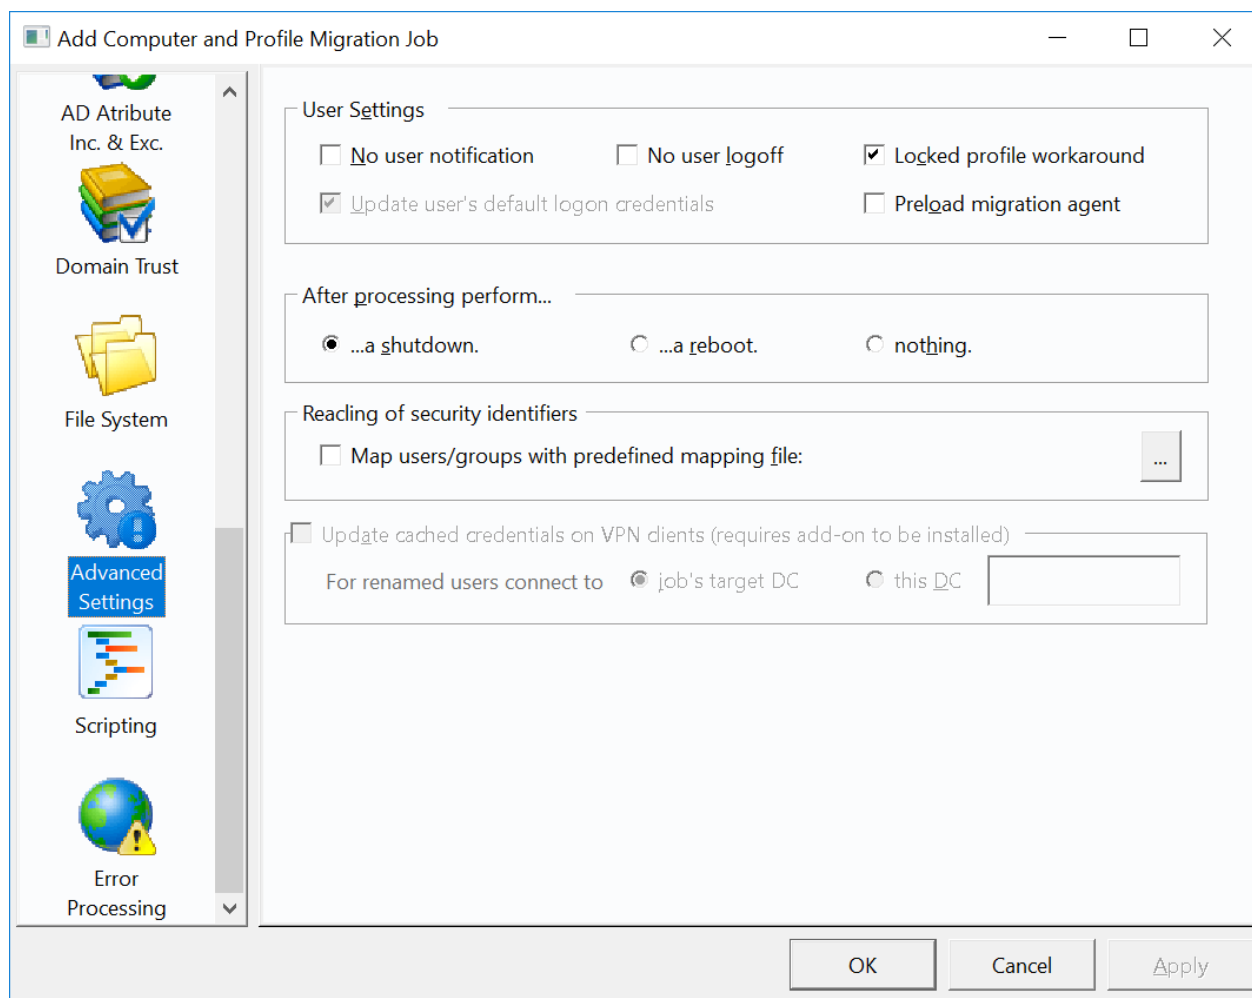 Add Computer and Profile Migration Job
AD Atribute
Inc. & Exc.
Domain Trust
File System
Advanced
Settings
Scripting
Error
Processing
User Settings
No user notification
No user logoff
Locked profile workaround
Update user's default logon credentials
Preload migration agent
After processing perform...
...a shutdown.
...a reboot.
nothing.
Reacling of security identifiers
Map users/groups with predefined mapping file:
...
Update cached credentials on VPN clients (requires add-on to be installed)
For renamed users connect to
job's target DC
this DC
OK
Cancel
Apply